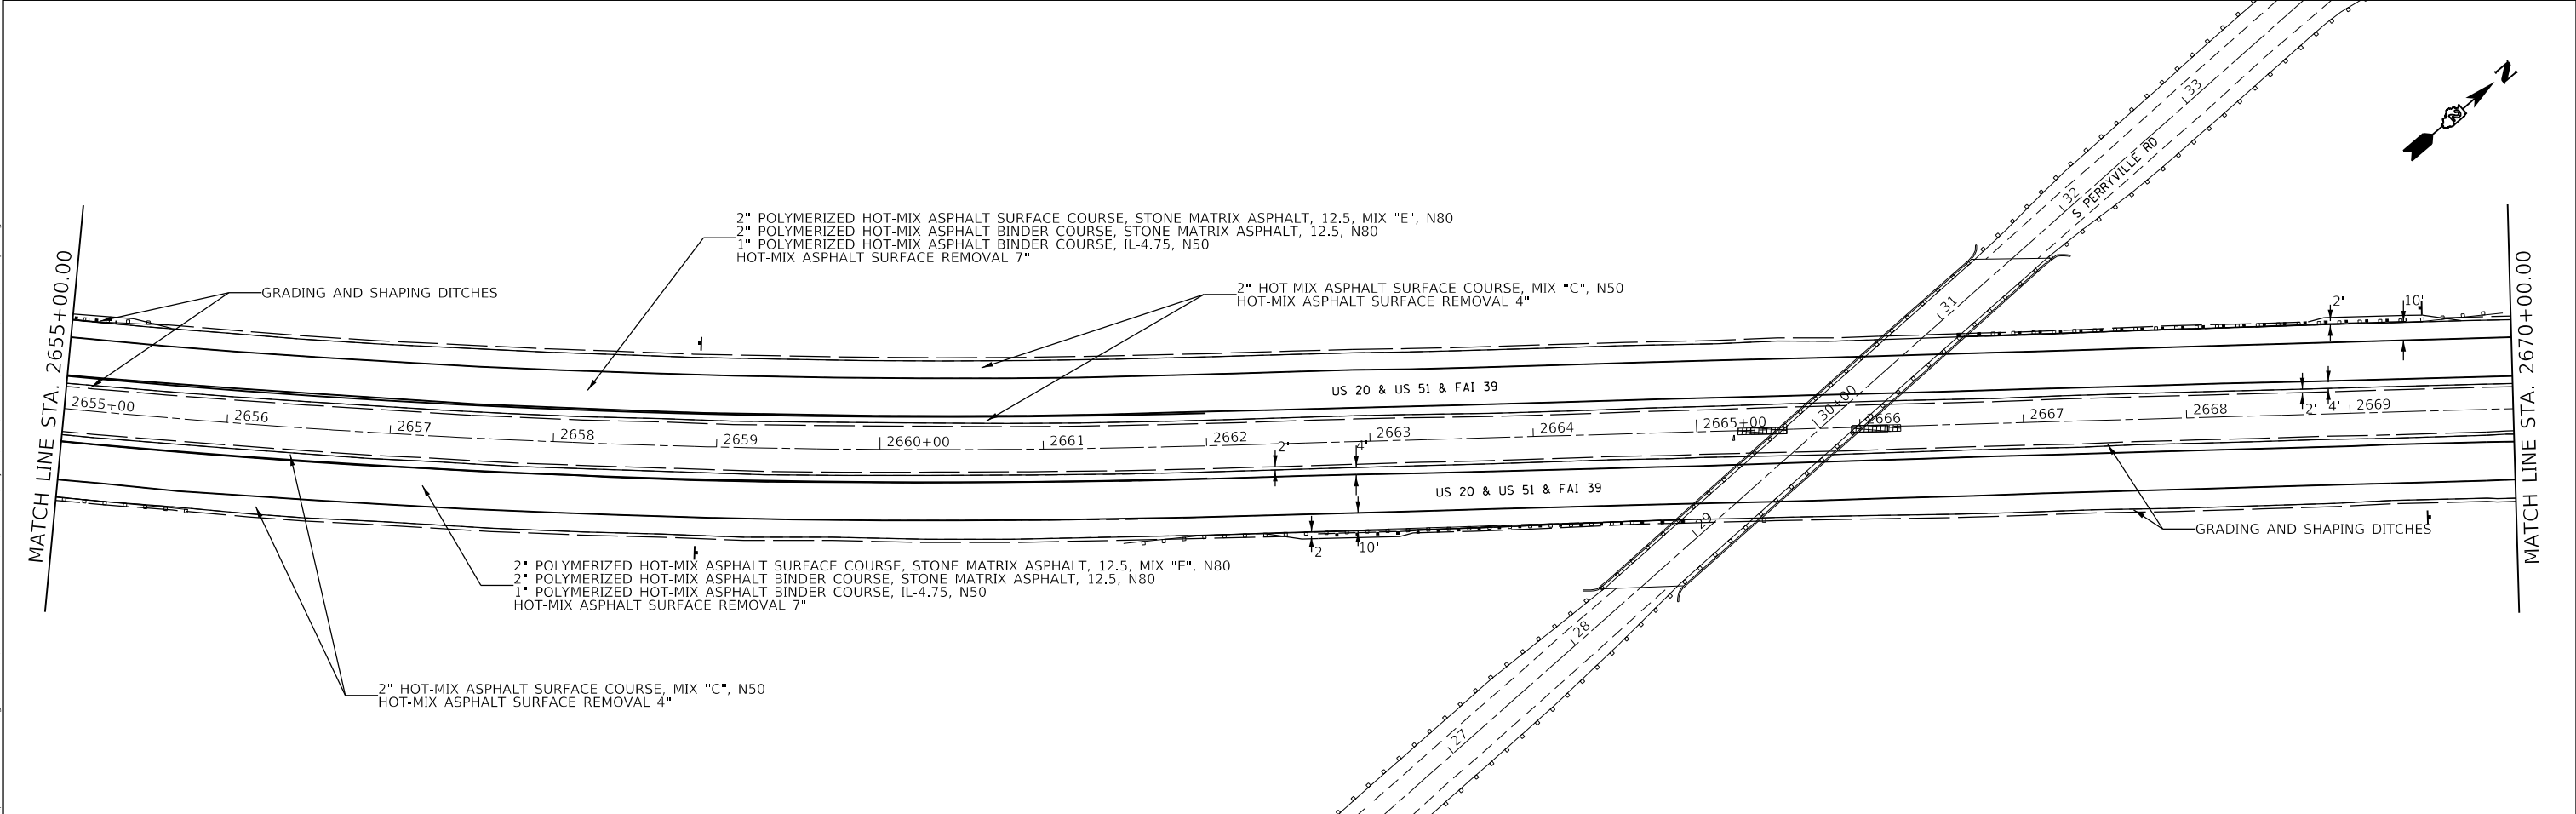 N
33
32
S PERRYVILLE RD
31
30+00
29
28
27
2" POLYMERIZED HOT-MIX ASPHALT SURFACE COURSE, STONE MATRIX ASPHALT, 12.5, MIX "E", N80
2" POLYMERIZED HOT-MIX ASPHALT BINDER COURSE, STONE MATRIX ASPHALT, 12.5, N80
1" POLYMERIZED HOT-MIX ASPHALT BINDER COURSE, IL-4.75, N50
HOT-MIX ASPHALT SURFACE REMOVAL 7"
MATCH LINE STA. 2655+00.00
GRADING AND SHAPING DITCHES
2" HOT-MIX ASPHALT SURFACE COURSE, MIX "C", N50
HOT-MIX ASPHALT SURFACE REMOVAL 4"
2'
10'
MATCH LINE STA. 2670+00.00
US 20 & US 51 & FAI 39
2'
4'
2655+00
2656
2657
2658
2659
2660+00
2661
2662
2663
2664
2665+00
2666
2667
2668
2669
2'
4'
US 20 & US 51 & FAI 39
2'
10'
GRADING AND SHAPING DITCHES
2" POLYMERIZED HOT-MIX ASPHALT SURFACE COURSE, STONE MATRIX ASPHALT, 12.5, MIX "E", N80
2" POLYMERIZED HOT-MIX ASPHALT BINDER COURSE, STONE MATRIX ASPHALT, 12.5, N80
1" POLYMERIZED HOT-MIX ASPHALT BINDER COURSE, IL-4.75, N50
HOT-MIX ASPHALT SURFACE REMOVAL 7"
2" HOT-MIX ASPHALT SURFACE COURSE, MIX "C", N50
HOT-MIX ASPHALT SURFACE REMOVAL 4"